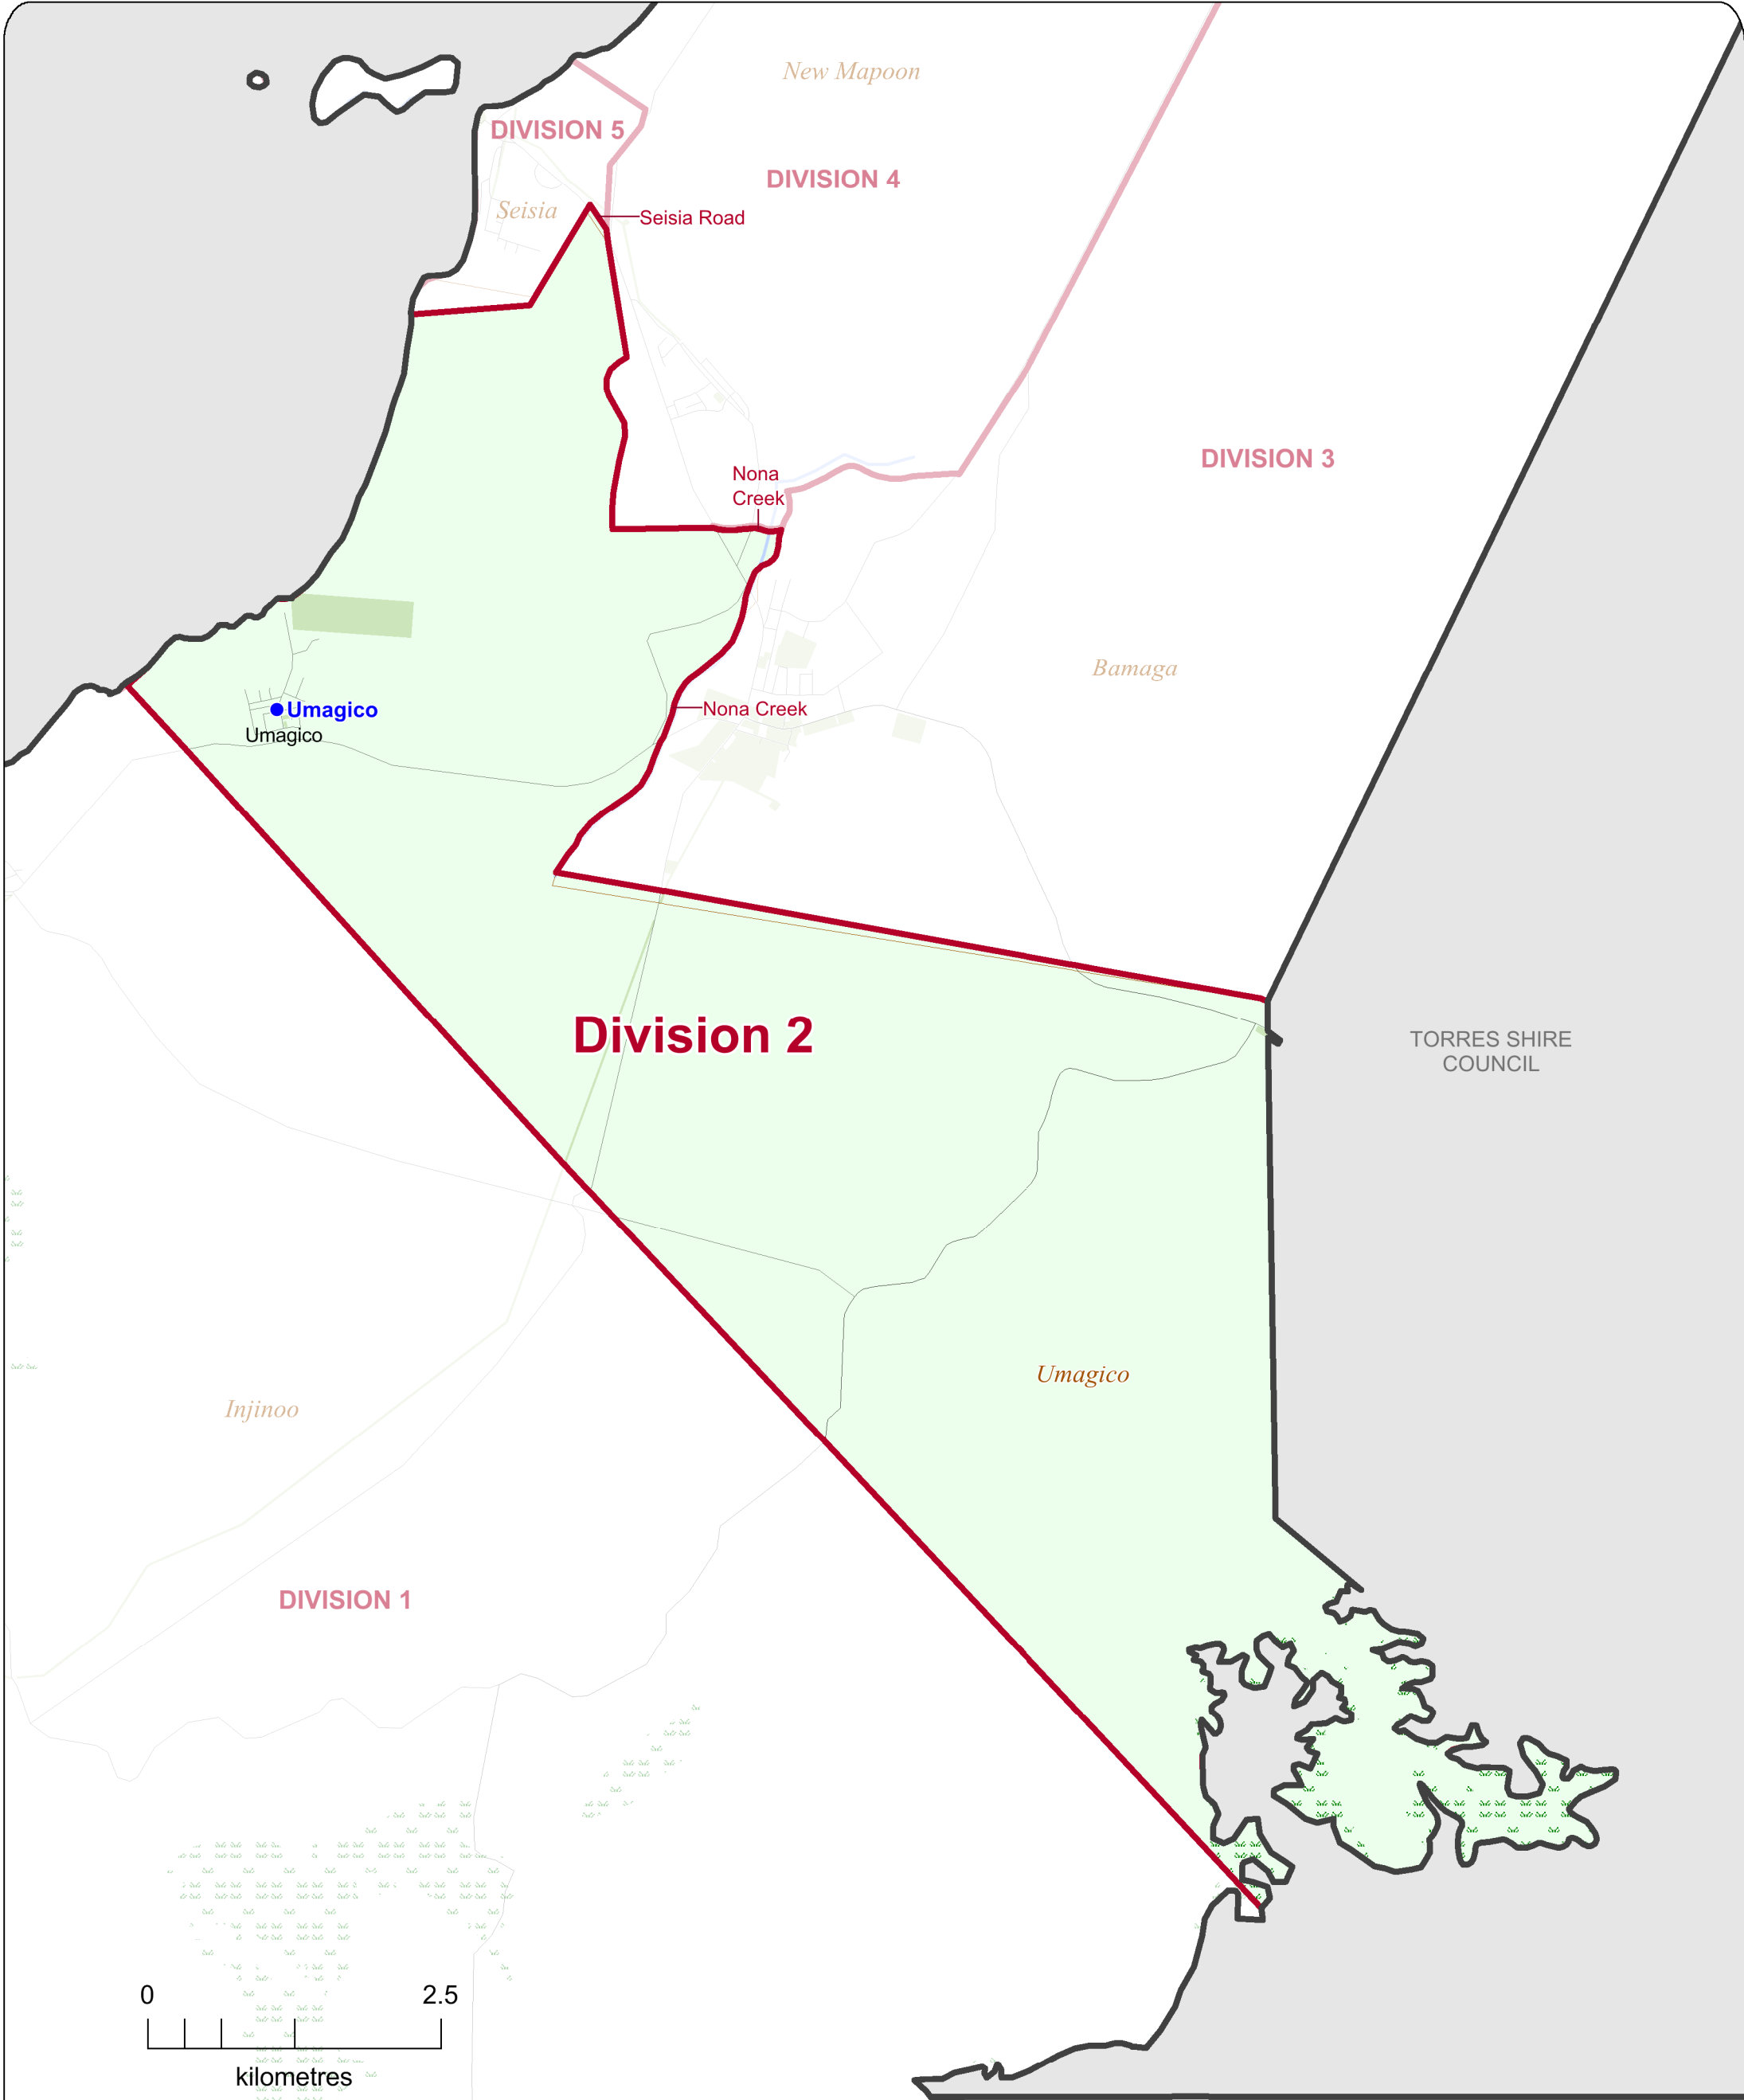 New Mapoon
DIVISION 5
DIVISION 4
Seisia
Seisia Road
DIVISION 3
Nona
Creek
Bamaga
Nona Creek
Umagico
Umagico
Division 2
TORRES SHIRE
COUNCIL
Umagico
Injinoo
DIVISION 1
0
2.5
kilometres